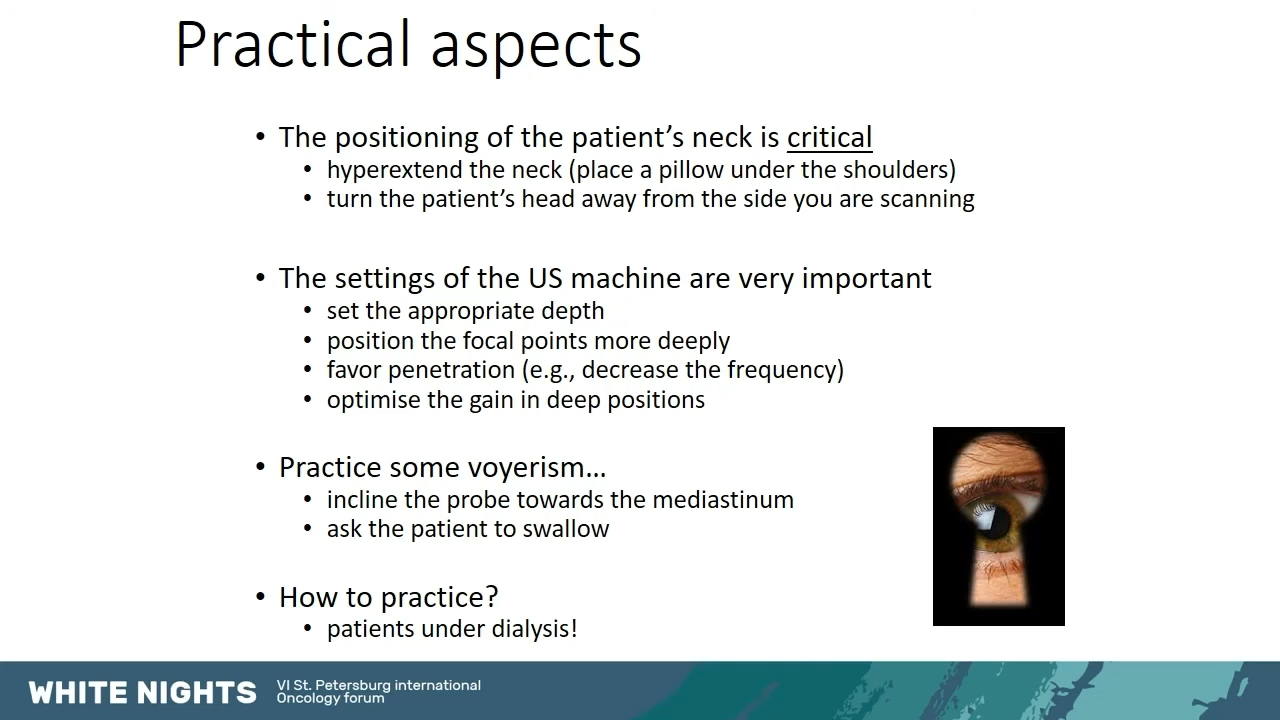 Practical aspects
• The positioning of the patient's neck is critical
• hyperextend the neck (place a pillow under the shoulders)
• turn the patient's head away from the side you are scanning
• The settings of the US machine are very important
• set the appropriate depth
• position the focal points more deeply
• favor penetration (e.g., decrease the frequency)
• optimise the gain in deep positions
• Practice some voyerism...
• incline the probe towards the mediastinum
• ask the patient to swallow
• How to practice?
• patients under dialysis!
WHITE NIGHTS
VI St. Petersburg international
Oncology forum